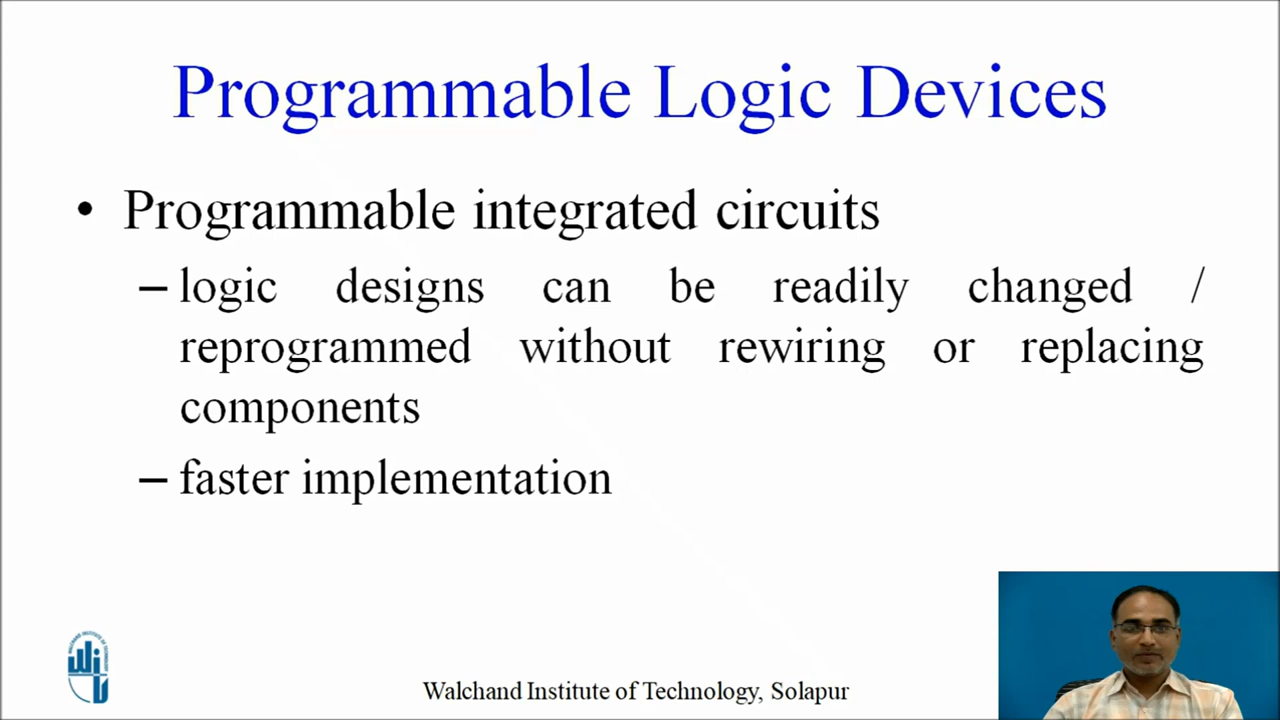 Programmable Logic Devices
• Programmable integrated circuits
– logic designs can be readily changed /
reprogrammed without rewiring or replacing
components
– faster implementation
Walchand Institute of Technology, Solapur